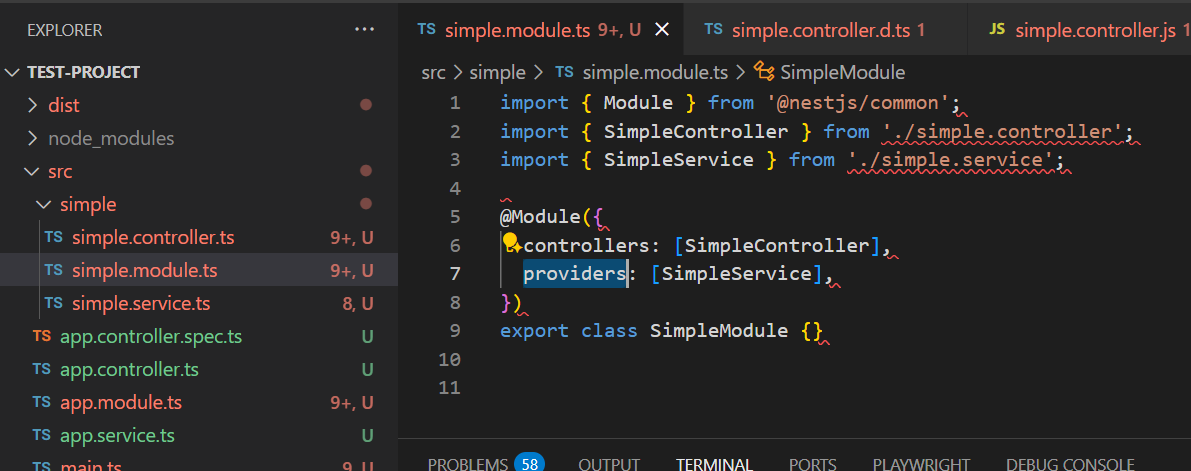 EXPLORER ...
TEST-PROJECT
dist
node_modules
src
simple
TS simple.controller.ts 9+, U
TS simple.module.ts 9+, U
TS simple.service.ts 8, U
TS app.controller.spec.ts U
TS app.controller.ts U
TS app.module.ts 9+, U
TS app.service.ts U
TS main.ts 9, U
TS simple.module.ts 9+, U
TS simple.controller.d.ts 1
JS simple.controller.js 1
src > simple > TS simple.module.ts > SimpleModule
1 import { Module } from '@nestjs/common';
2 import { SimpleController } from './simple.controller';
3 import { SimpleService } from './simple.service';
4
5 @Module({
6 controllers: [SimpleController],
7 providers: [SimpleService],
8 })
9 export class SimpleModule {}
10
11
PROBLEMS 58 OUTPUT TERMINAL PORTS PLAYWRIGHT DEBUG CONSOLE